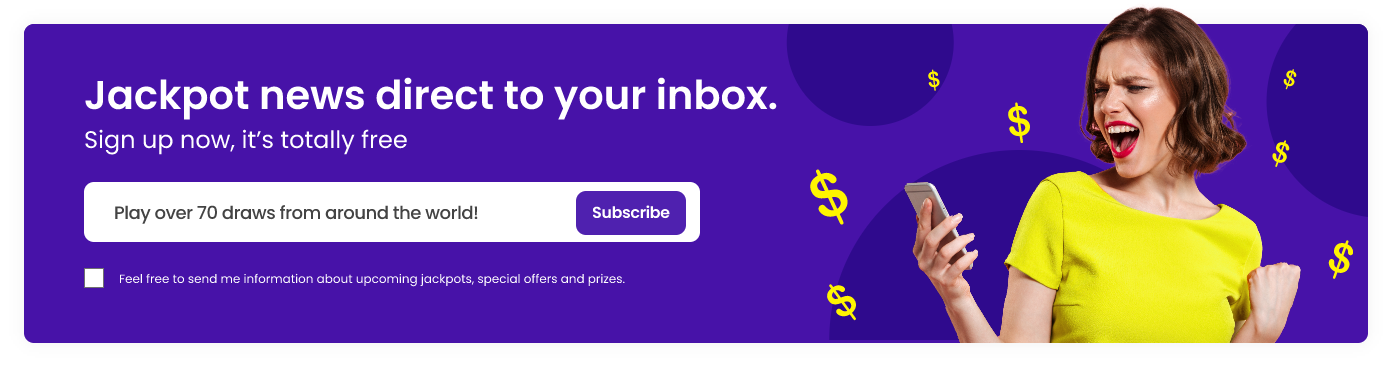 Jackpot news direct to your inbox.
Sign up now, it’s totally free
Play over 70 draws from around the world!
Subscribe
Feel free to send me information about upcoming jackpots, special offers and prizes.
$
$
$
$
$
$
$